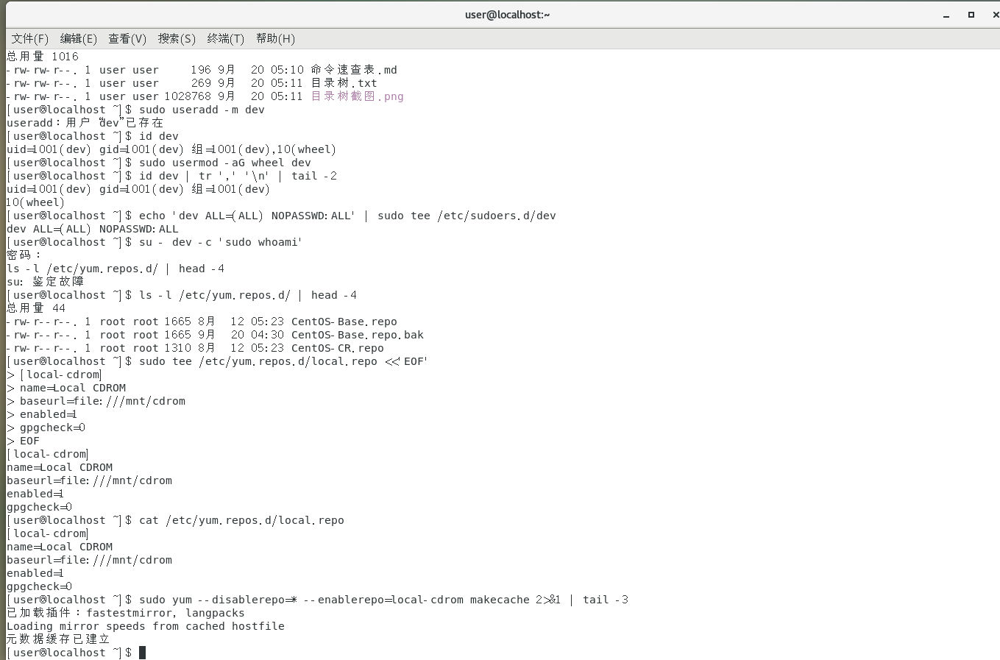 user@localhost:~
文件(F) 编辑(E) 查看(V) 搜索(S) 终端(T) 帮助(H)
总用量 1016
-rw-rw-r--. 1 user user     196 9月  20 05:10 命令速查表.md
-rw-rw-r--. 1 user user     269 9月  20 05:11 目录树.txt
-rw-rw-r--. 1 user user 1028768 9月  20 05:11 目录树截图.png
[user@localhost ~]$ sudo useradd -m dev
useradd：用户“dev”已存在
[user@localhost ~]$ id dev
uid=1001(dev) gid=1001(dev) 组=1001(dev),10(wheel)
[user@localhost ~]$ sudo usermod -aG wheel dev
[user@localhost ~]$ id dev | tr ',' '\n' | tail -2
uid=1001(dev) gid=1001(dev) 组=1001(dev)
10(wheel)
[user@localhost ~]$ echo 'dev ALL=(ALL) NOPASSWD:ALL' | sudo tee /etc/sudoers.d/dev
dev ALL=(ALL) NOPASSWD:ALL
[user@localhost ~]$ su - dev -c 'sudo whoami'
密码：
ls -l /etc/yum.repos.d/ | head -4
su: 鉴定故障
[user@localhost ~]$ ls -l /etc/yum.repos.d/ | head -4
总用量 44
-rw-r--r--. 1 root root 1665 8月  12 05:23 CentOS-Base.repo
-rw-r--r--. 1 root root 1665 9月  20 04:30 CentOS-Base.repo.bak
-rw-r--r--. 1 root root 1310 8月  12 05:23 CentOS-CR.repo
[user@localhost ~]$ sudo tee /etc/yum.repos.d/local.repo <<'EOF'
> [local-cdrom]
> name=Local CDROM
> baseurl=file:///mnt/cdrom
> enabled=1
> gpgcheck=0
> EOF
[local-cdrom]
name=Local CDROM
baseurl=file:///mnt/cdrom
enabled=1
gpgcheck=0
[user@localhost ~]$ cat /etc/yum.repos.d/local.repo
[local-cdrom]
name=Local CDROM
baseurl=file:///mnt/cdrom
enabled=1
gpgcheck=0
[user@localhost ~]$ sudo yum --disablerepo=* --enablerepo=local-cdrom makecache 2>&1 | tail -3
已加载插件：fastestmirror, langpacks
Loading mirror speeds from cached hostfile
元数据缓存已建立
[user@localhost ~]$